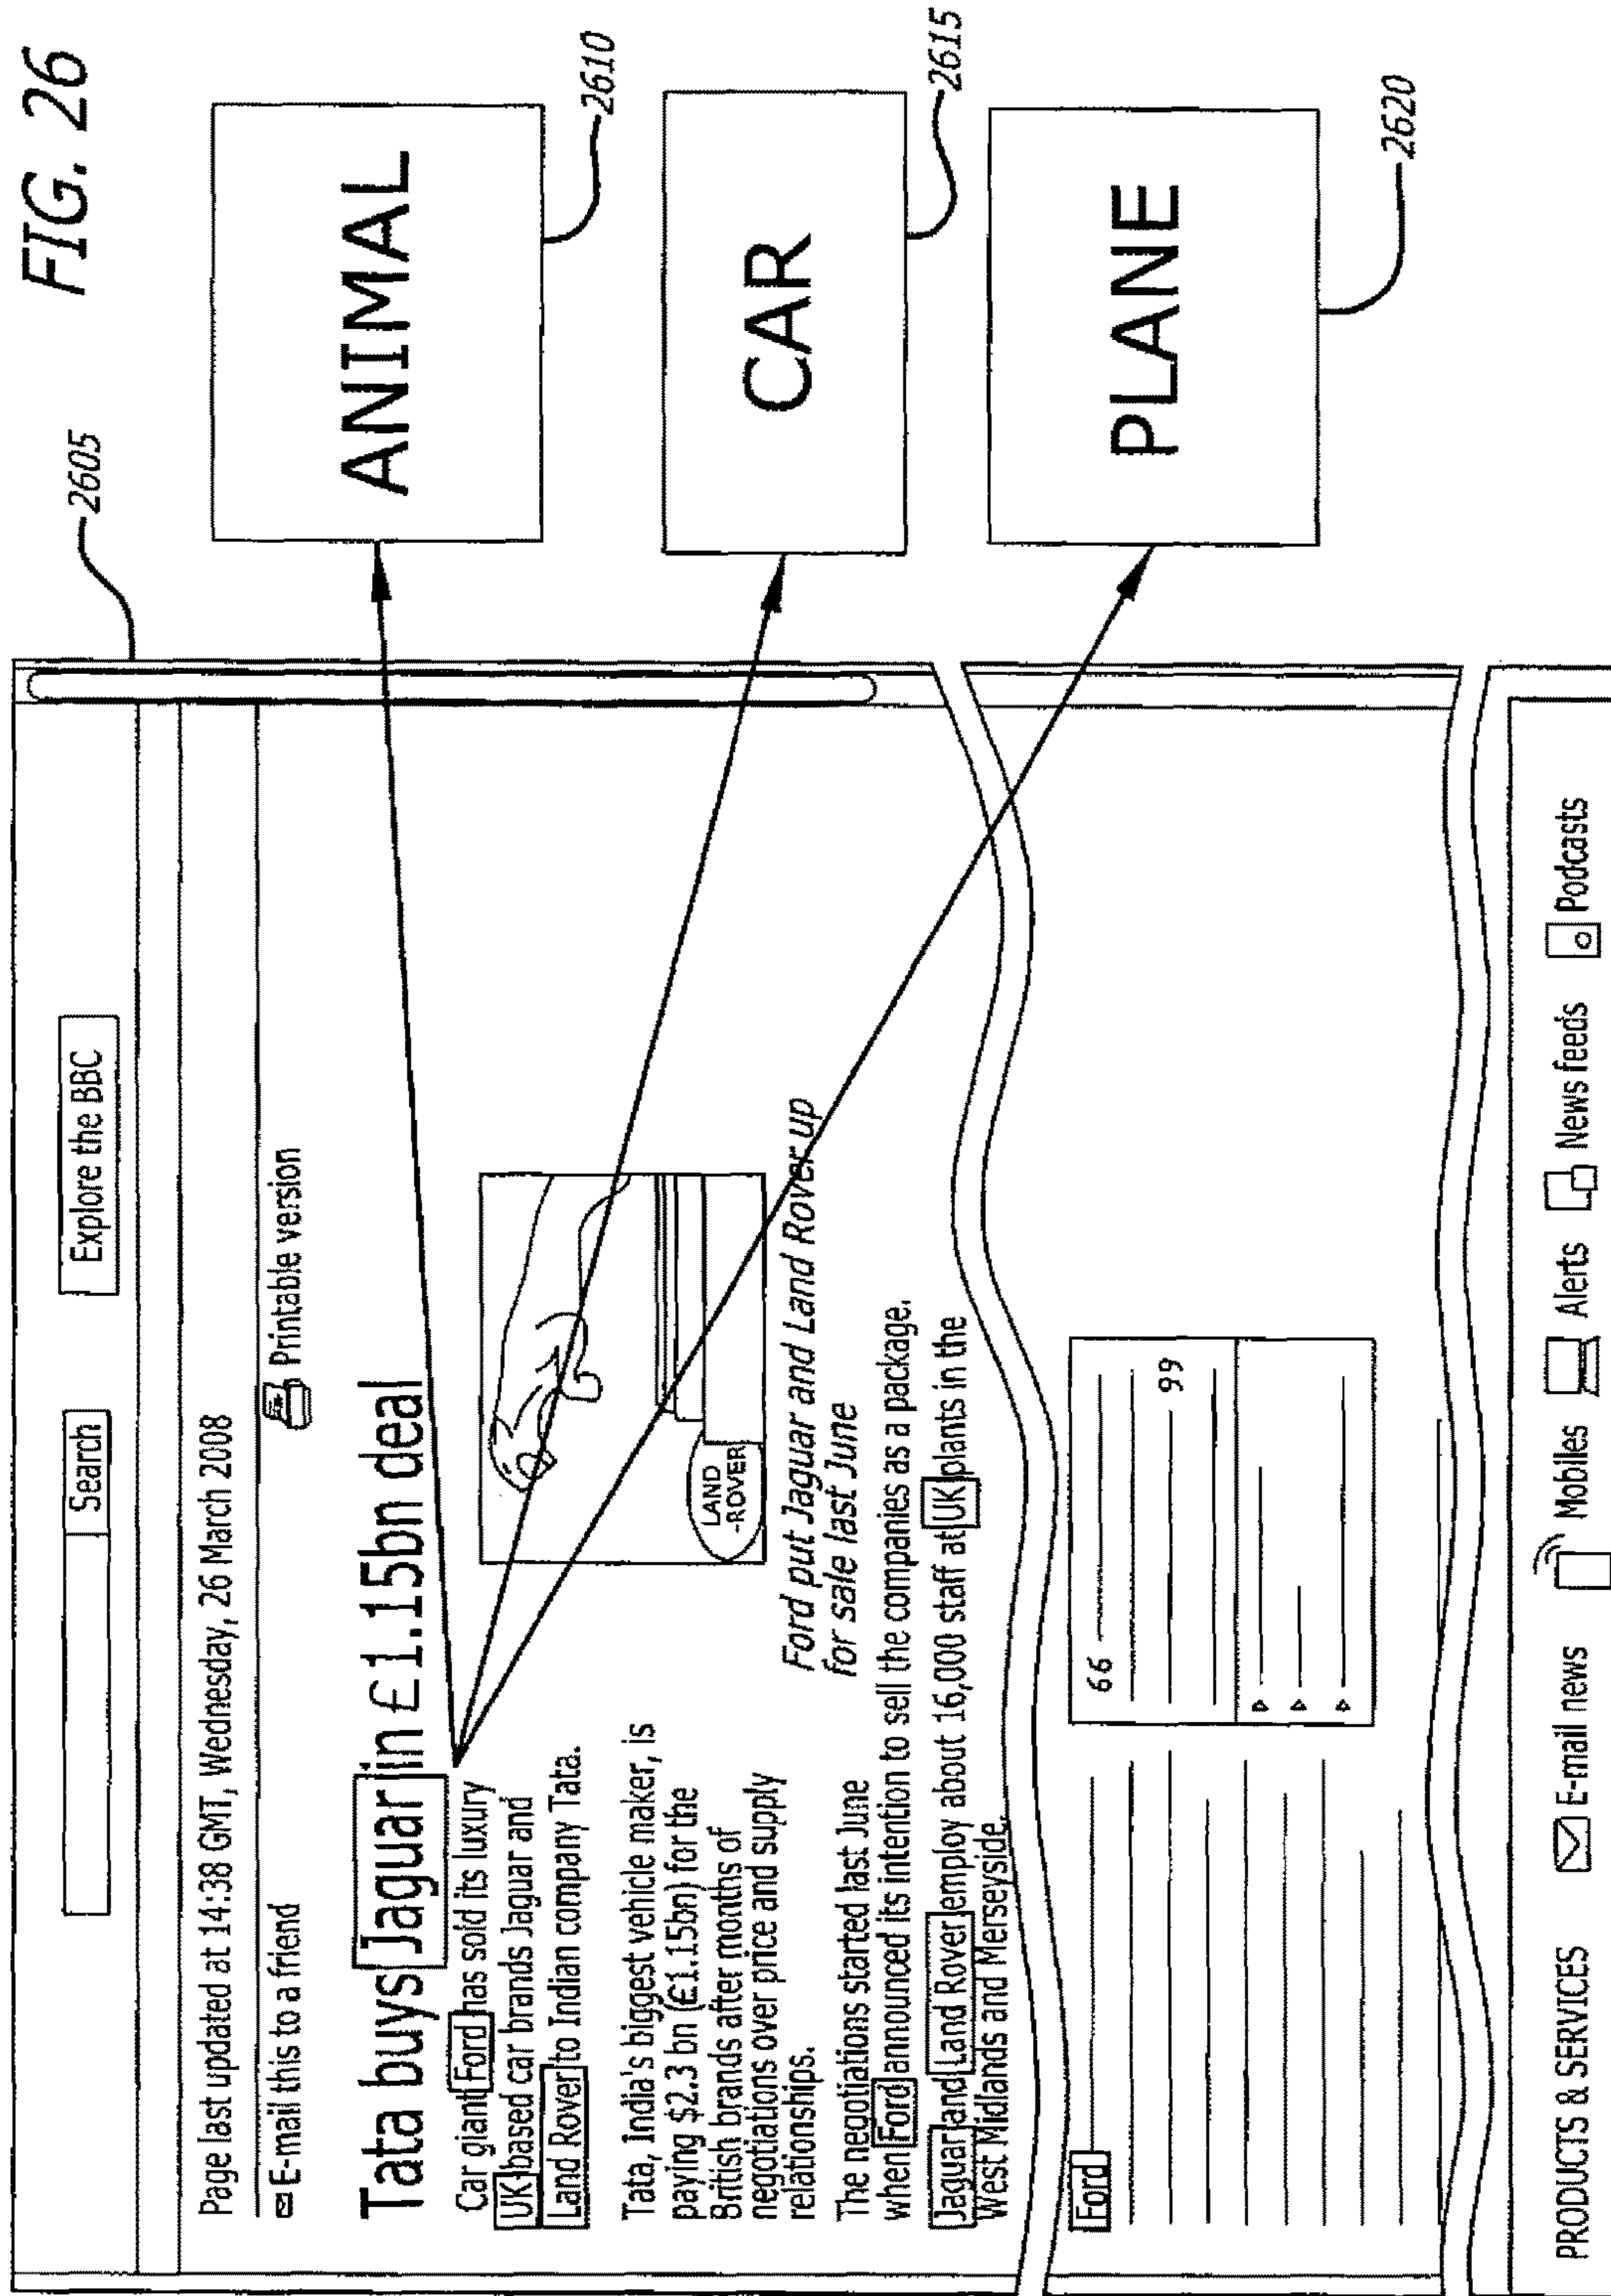 FIG. 26
2605
Search
Explore the BBC
Page last updated at 14:38 GMT, Wednesday, 26 March 2008
E-mail this to a friend
Printable version
Tata buys Jaguar in £1.15bn deal
Car giant Ford has sold its luxury
UK-based car brands Jaguar and
Land Rover to Indian company Tata.
Tata, India's biggest vehicle maker, is
paying $2.3 bn (£1.15bn) for the
British brands after months of
negotiations over price and supply
relationships.
LAND
-ROVER
Ford put Jaguar and Land Rover up
for sale last June
The negotiations started last June
when Ford announced its intention to sell the companies as a package.
Jaguar and Land Rover employ about 16,000 staff at UK plants in the
West Midlands and Merseyside.
Ford
66
99
PRODUCTS & SERVICES
E-mail news
Mobiles
Alerts
News feeds
Podcasts
ANIMAL
2610
CAR
2615
PLANE
2620